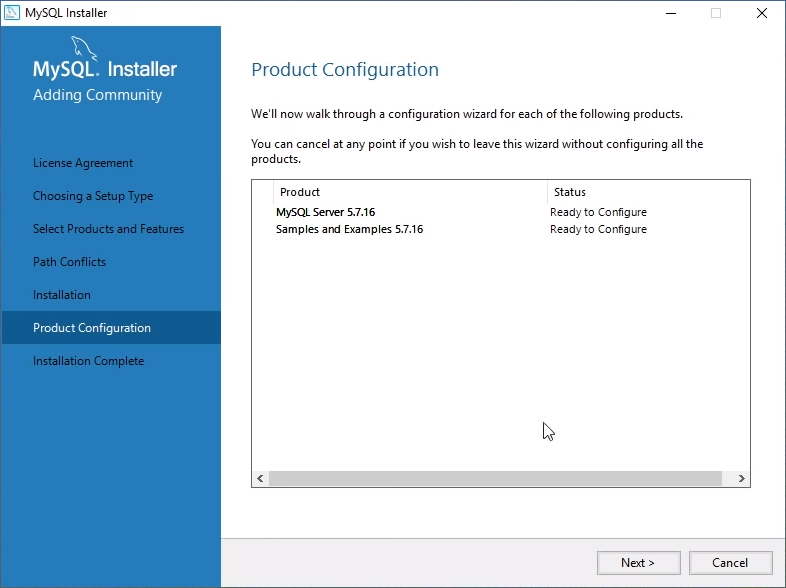 MySQL Installer
MySQL. Installer
Adding Community
License Agreement
Choosing a Setup Type
Select Products and Features
Path Conflicts
Installation
Product Configuration
Installation Complete
Product Configuration
We'll now walk through a configuration wizard for each of the following products.
You can cancel at any point if you wish to leave this wizard without configuring all the
products.
Product Status
MySQL Server 5.7.16 Ready to Configure
Samples and Examples 5.7.16 Ready to Configure
Next > Cancel